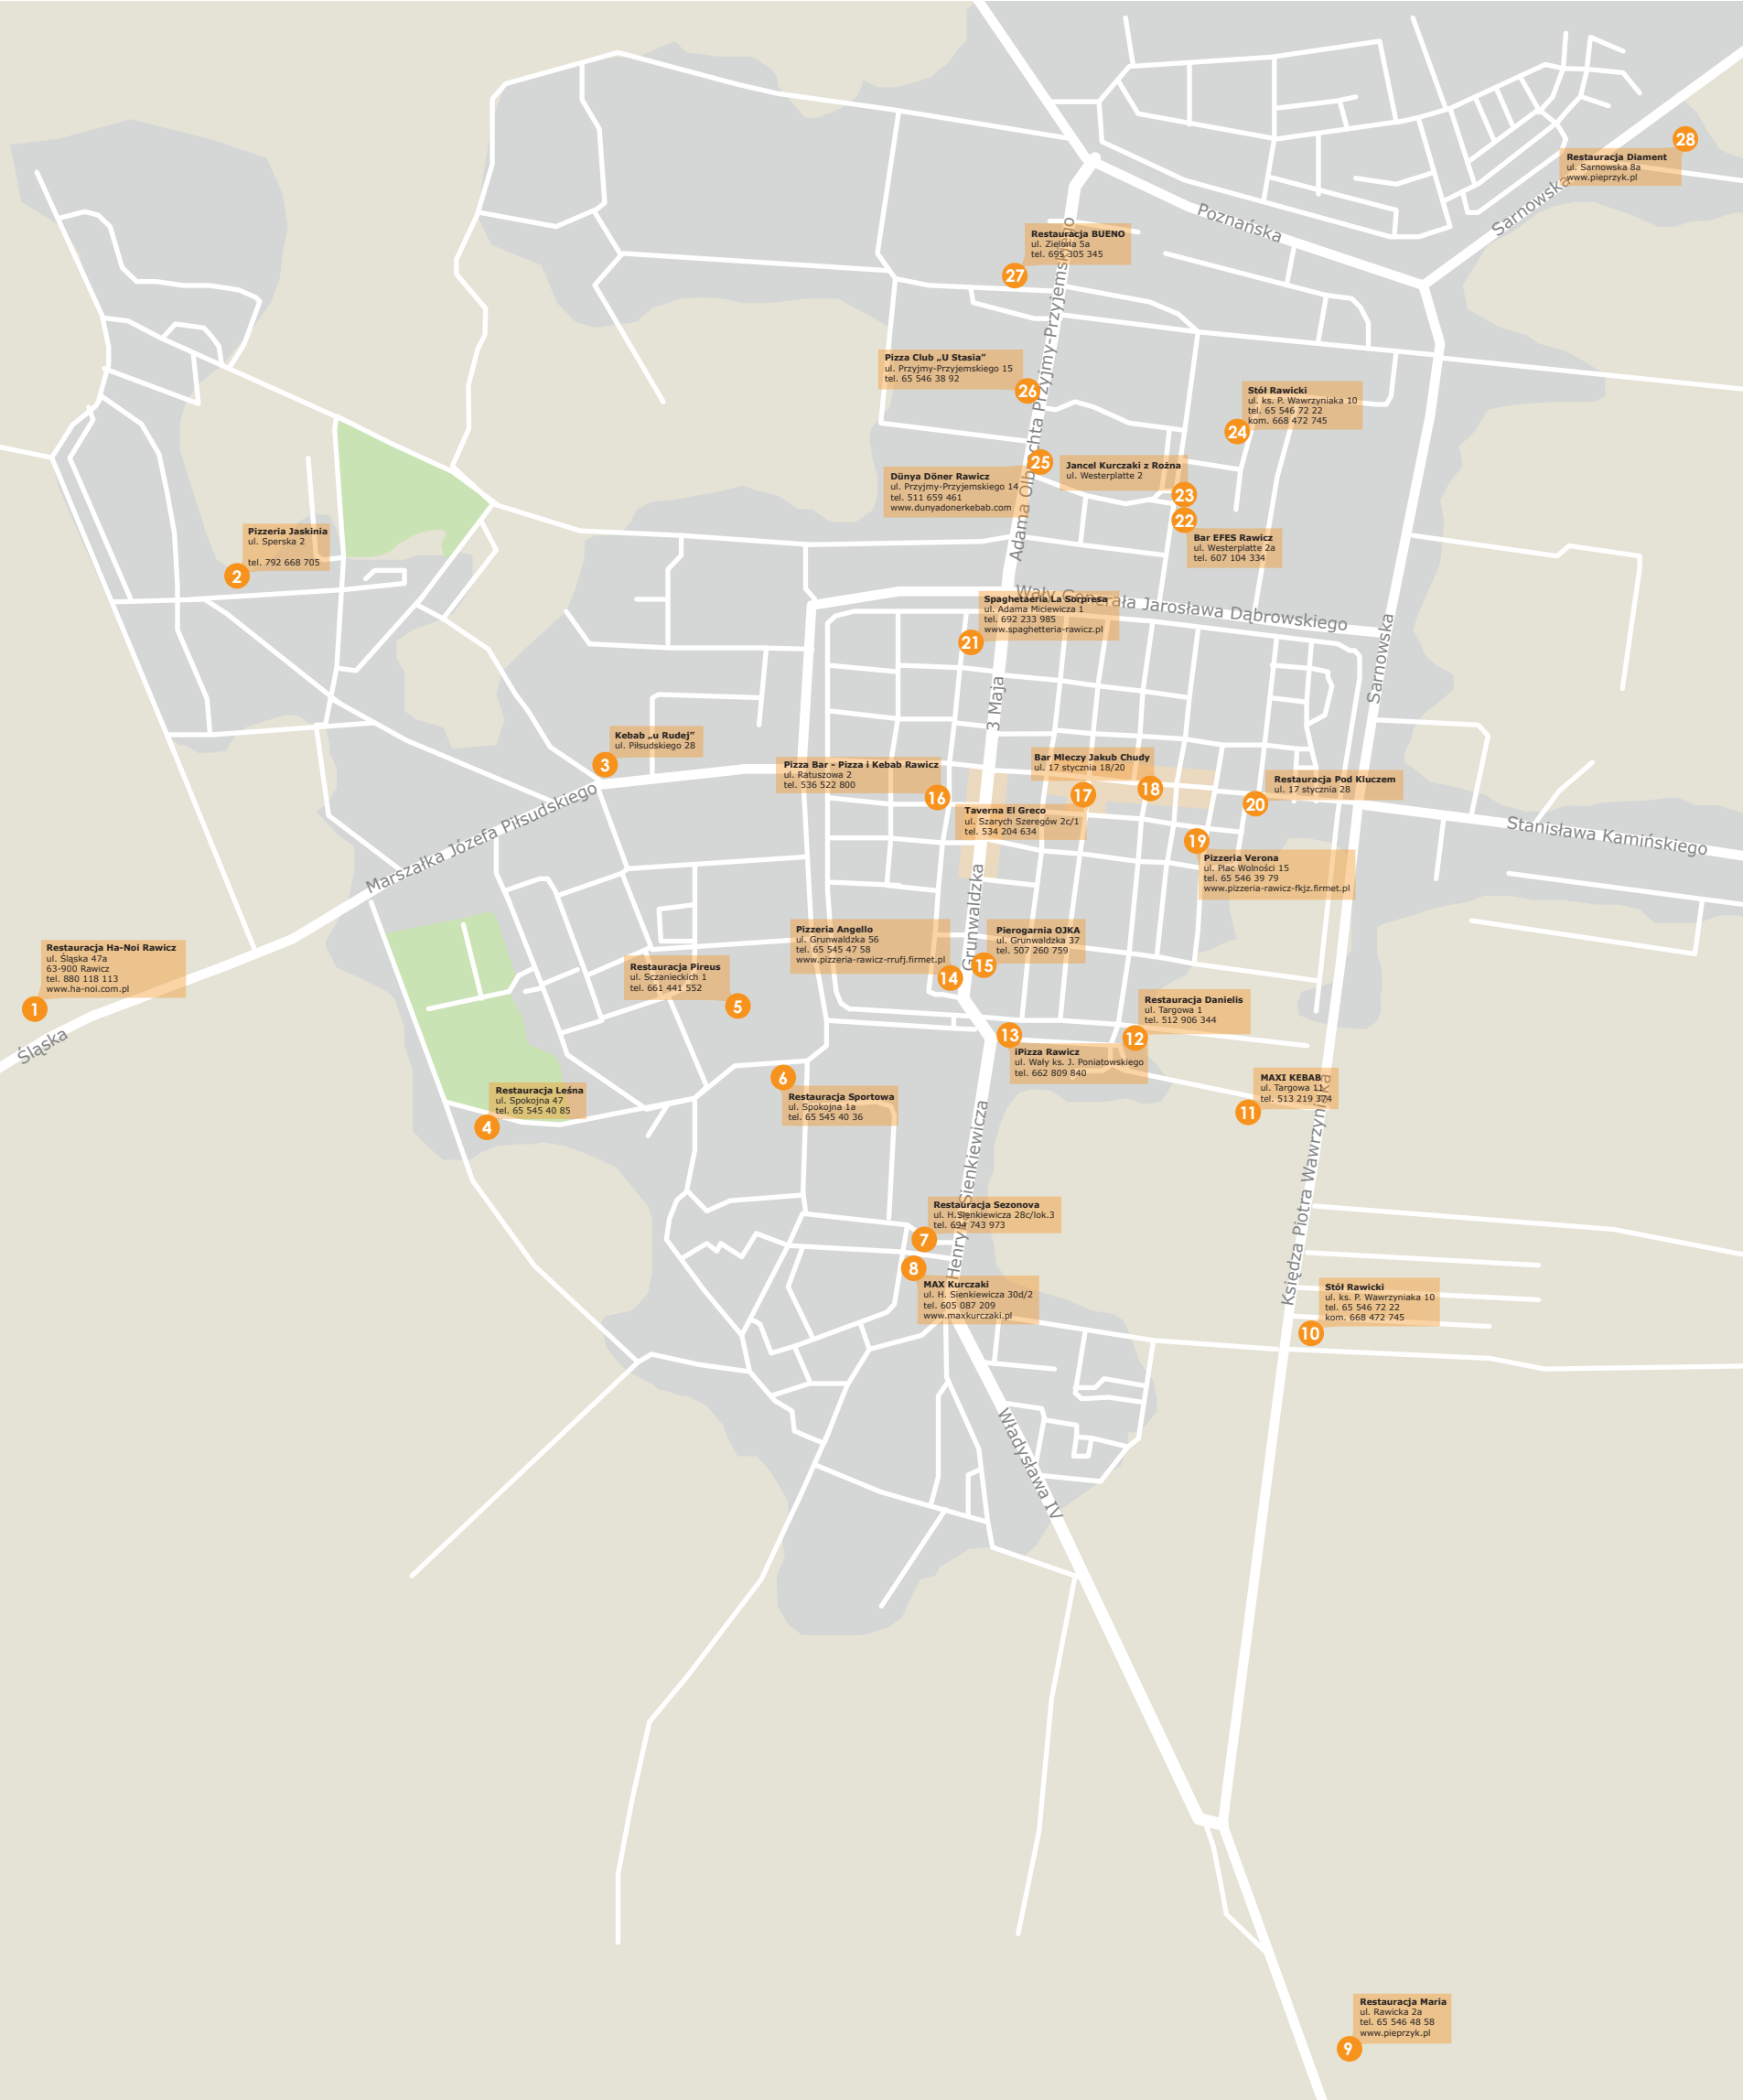 28
Restauracja Diament
ul. Sarnowska 8a
www.pieprzyk.pl
Sarnowska
Poznańska
Restauracja BUENO
ul. Zielona 5a
tel. 695 305 345
27
Adama Olbrachta Przyjmy-Przyjemskiego
Pizza Club „U Stasia”
ul. Przyjmy-Przyjemskiego 15
tel. 65 546 38 92
26
Stół Rawicki
ul. ks. P. Wawrzyniaka 10
tel. 65 546 72 22
kom. 668 472 745
24
25
Jancel Kurczaki z Rożna
ul. Westerplatte 2
23
Dünya Döner Rawicz
ul. Przyjmy-Przyjemskiego 14
tel. 511 659 461
www.dunyadonerkebab.com
22
Bar EFES Rawicz
ul. Westerplatte 2a
tel. 607 104 334
Pizzeria Jaskinia
ul. Sperska 2
tel. 792 668 705
2
Wały Generała Jarosława Dąbrowskiego
Spaghetaeria La Sorpresa
ul. Adama Miciewicza 1
tel. 692 233 985
www.spaghetteria-rawicz.pl
21
Sarnowska
3 Maja
Kebab „u Rudej”
ul. Piłsudskiego 28
3
Pizza Bar - Pizza i Kebab Rawicz
ul. Ratuszowa 2
tel. 536 522 800
16
Bar Mleczy Jakub Chudy
ul. 17 stycznia 18/20
17
18
Restauracja Pod Kluczem
ul. 17 stycznia 28
20
Taverna El Greco
ul. Szarych Szeregów 2c/1
tel. 534 204 634
Stanisława Kamińskiego
19
Pizzeria Verona
ul. Plac Wolności 15
tel. 65 546 39 79
www.pizzeria-rawicz-fkjz.firmet.pl
Marszałka Józefa Piłsudskiego
Grunwaldzka
Restauracja Ha-Noi Rawicz
ul. Śląska 47a
63-900 Rawicz
tel. 880 118 113
www.ha-noi.com.pl
1
Śląska
Pizzeria Angello
ul. Grunwaldzka 56
tel. 65 545 47 58
www.pizzeria-rawicz-rrufj.firmet.pl
14
Pierogarnia OJKA
ul. Grunwaldzka 37
tel. 507 260 759
15
Restauracja Pireus
ul. Sczanieckich 1
tel. 661 441 552
5
Restauracja Danielis
ul. Targowa 1
tel. 512 906 344
12
13
iPizza Rawicz
ul. Wały ks. J. Poniatowskiego
tel. 662 809 840
MAXI KEBAB
ul. Targowa 11
tel. 513 219 374
11
6
Restauracja Sportowa
ul. Spokojna 1a
tel. 65 545 40 36
Restauracja Leśna
ul. Spokojna 47
tel. 65 545 40 85
4
Księdza Piotra Wawrzyniaka
Henryka Sienkiewicza
Restauracja Sezonova
ul. H.Sienkiewicza 28c/lok.3
tel. 694 743 973
7
8
MAX Kurczaki
ul. H. Sienkiewicza 30d/2
tel. 605 087 209
www.maxkurczaki.pl
Stół Rawicki
ul. ks. P. Wawrzyniaka 10
tel. 65 546 72 22
kom. 668 472 745
10
Władysława IV
Restauracja Maria
ul. Rawicka 2a
tel. 65 546 48 58
www.pieprzyk.pl
9